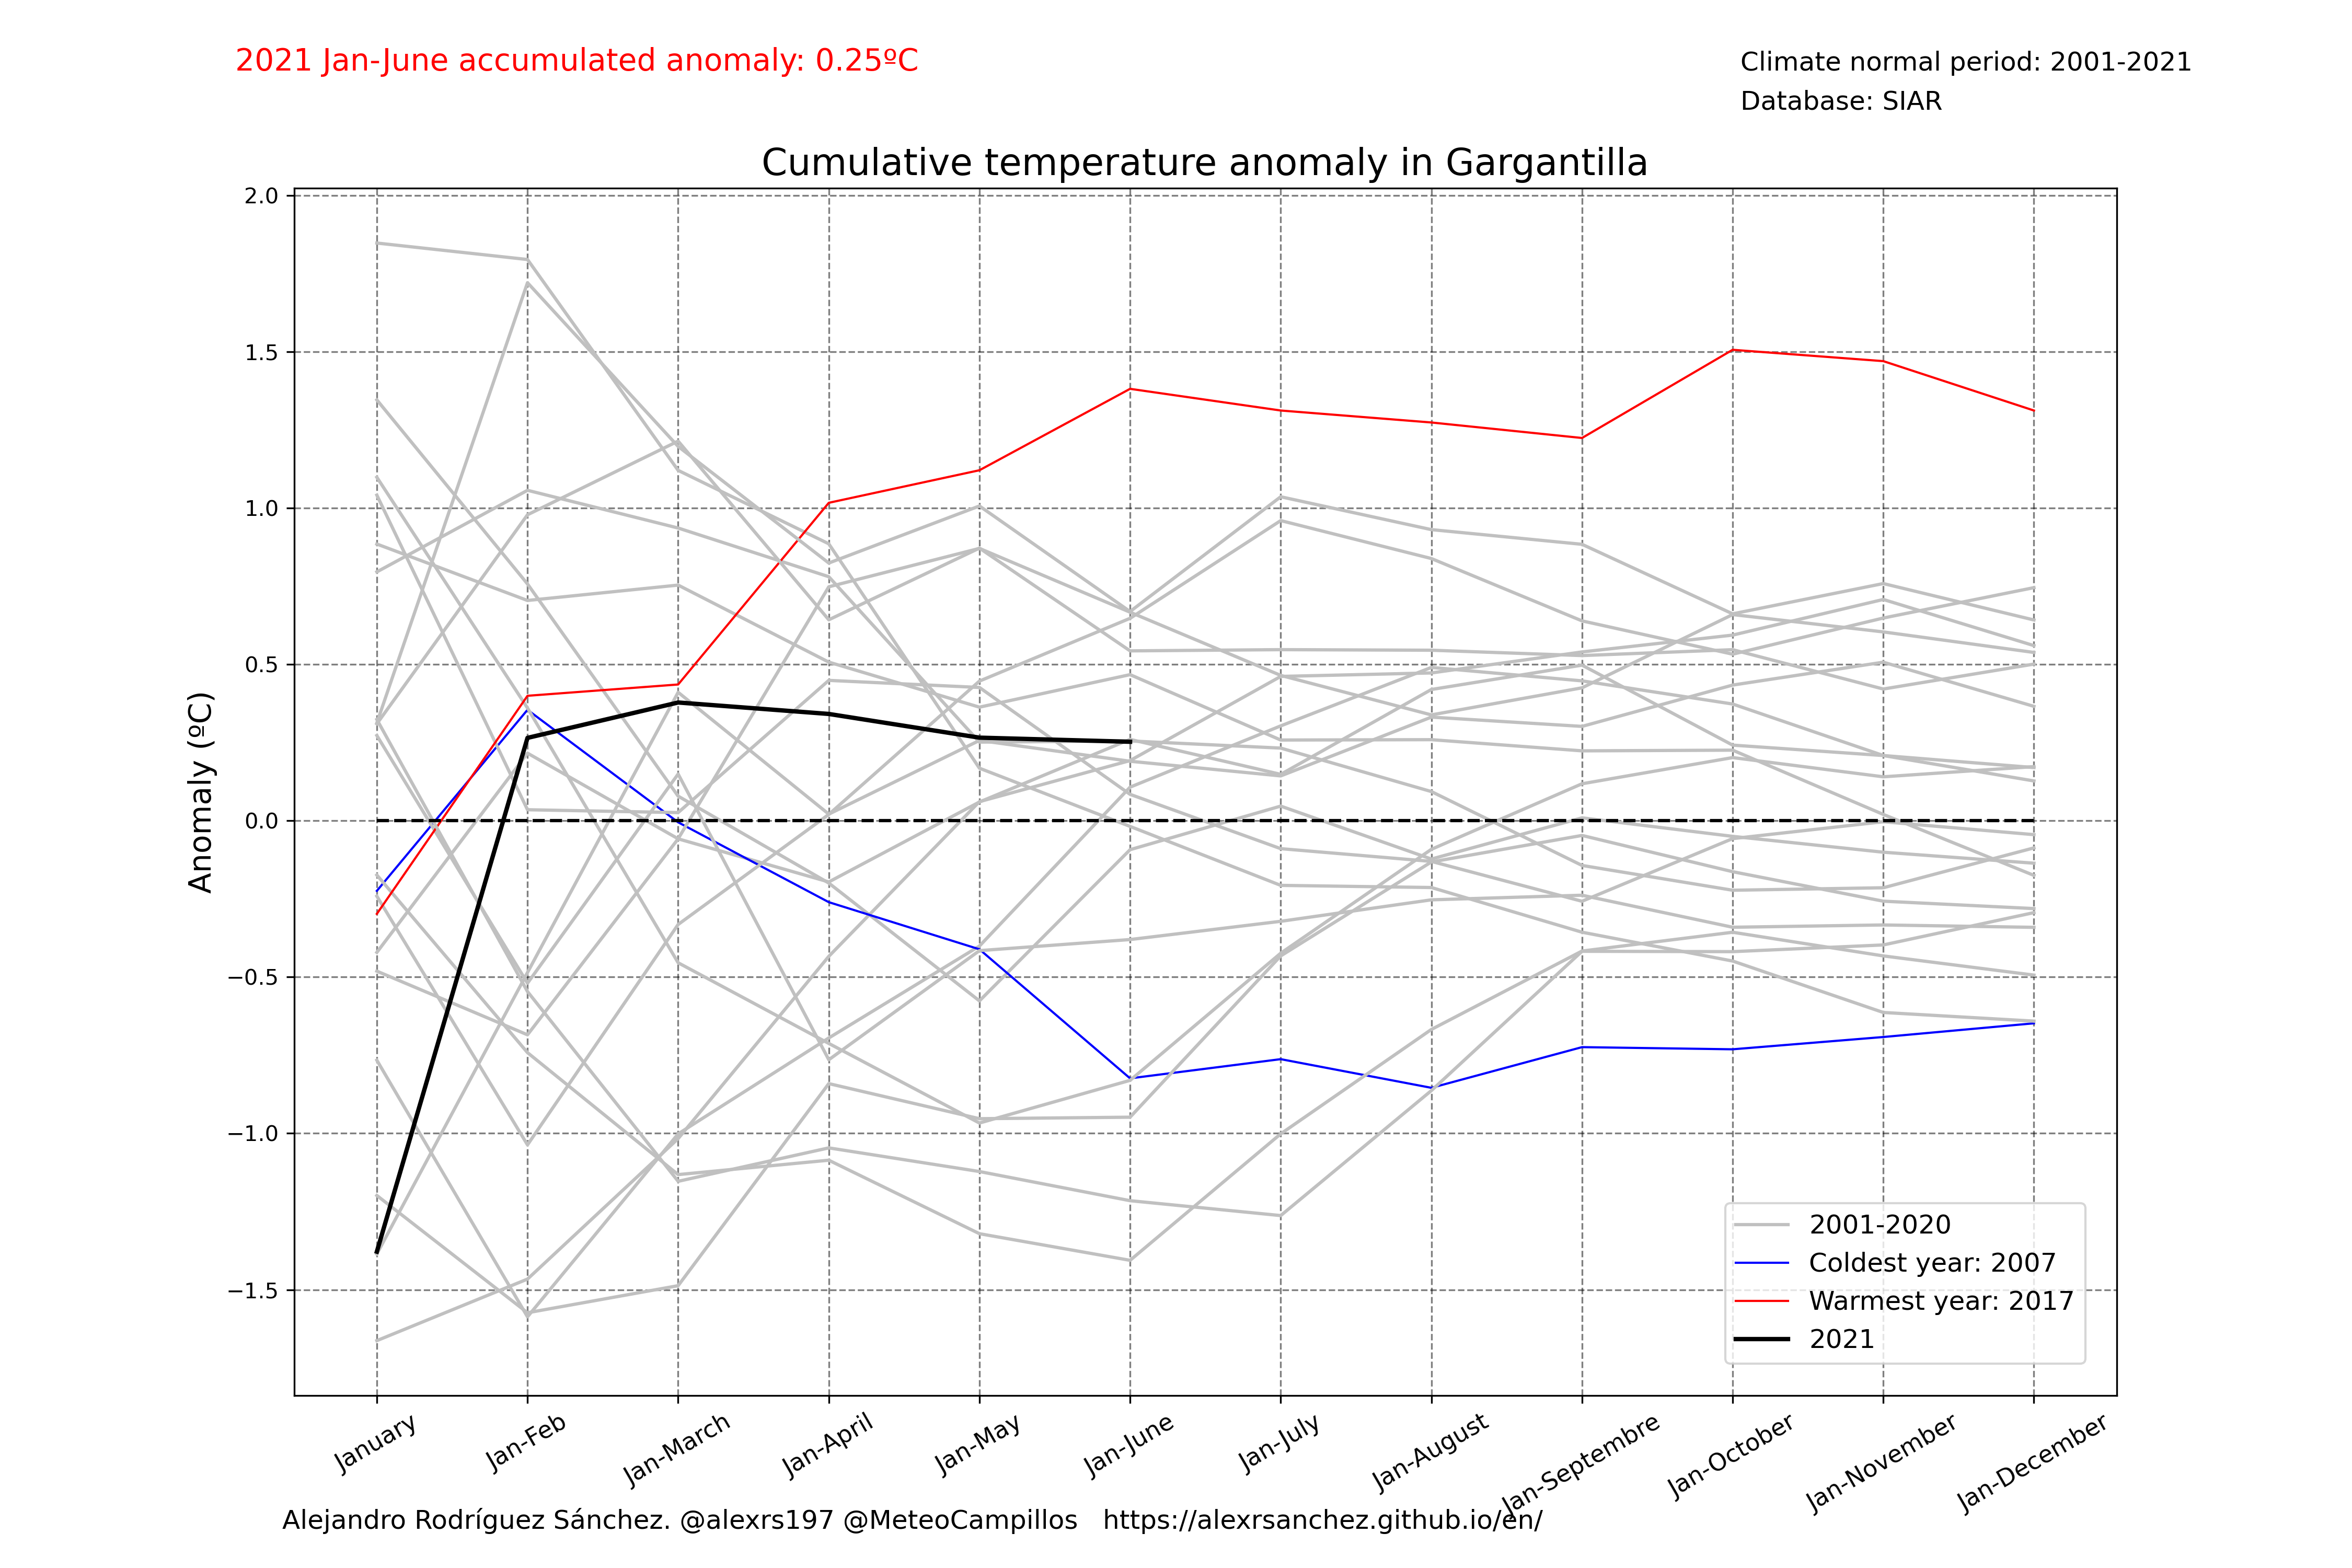 2021 Jan-June accumulated anomaly: 0.25ºC
Climate normal period: 2001-2021
Database: SIAR
Cumulative temperature anomaly in Gargantilla
Anomaly (ºC)
2.0
1.5
1.0
0.5
0.0
−0.5
−1.0
−1.5
2001-2020
Coldest year: 2007
Warmest year: 2017
2021
January
Jan-Feb
Jan-March
Jan-April
Jan-May
Jan-June
Jan-July
Jan-August
Jan-Septembre
Jan-October
Jan-November
Jan-December
Alejandro Rodríguez Sánchez. @alexrs197 @MeteoCampillos https://alexrsanchez.github.io/en/